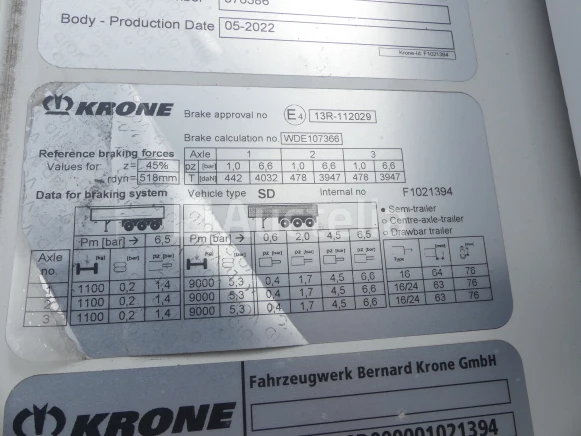 370386
Body - Production Date 05-2022
Krone-Id: F1021394
KRONE
Brake approval no E4 13R-112029
Brake calculation no WDE107366
Reference braking forces Axle 1 2 3
Values for z= 45% pz [bar] 1,0 6,6 1,0 6,6 1,0 6,6
rdyn= 518mm T [daN] 442 4032 478 3947 478 3947
Data for braking system Vehicle type SD Internal no F1021394
Semi-trailer
Centre-axle-trailer
Drawbar trailer
Pm [bar] → 6,5 Pm [bar] → 0,6 2,0 4,5 6,5
Axle no.
1100 0,2 1,4 9000 5,3 0,4 1,7 4,5 6,6 16 64 76
1100 0,2 1,4 9000 5,3 0,4 1,7 4,5 6,6 16/24 63 76
3 1100 0,2 1,4 9000 5,3 0,4 1,7 4,5 6,6 16/24 63 76
KRONE
Fahrzeugwerk Bernard Krone GmbH